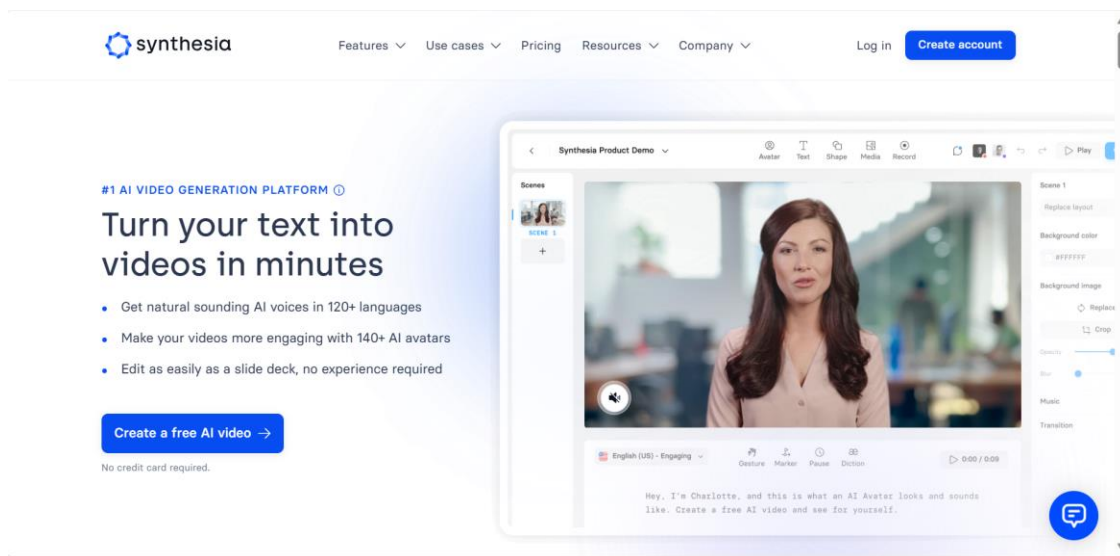 synthesia
Features Use cases Pricing Resources Company Log in Create account
#1 AI VIDEO GENERATION PLATFORM
Turn your text into
videos in minutes
Get natural sounding AI voices in 120+ languages
Make your videos more engaging with 140+ AI avatars
Edit as easily as a slide deck, no experience required
Create a free AI video →
No credit card required.
Synthesia Product Demo
Avatar Text Shape Media Record
Play
Scenes
SCENE 1
Scene 1
Replace layout
Background color
#FFFFFF
Background image
Replace
Crop
Opacity
Blur
Music
Transition
English (US) - Engaging
Gesture Marker Pause Diction
0:00 / 0:09
Hey, I'm Charlotte, and this is what an AI Avatar looks and sounds
like. Create a free AI video and see for yourself.